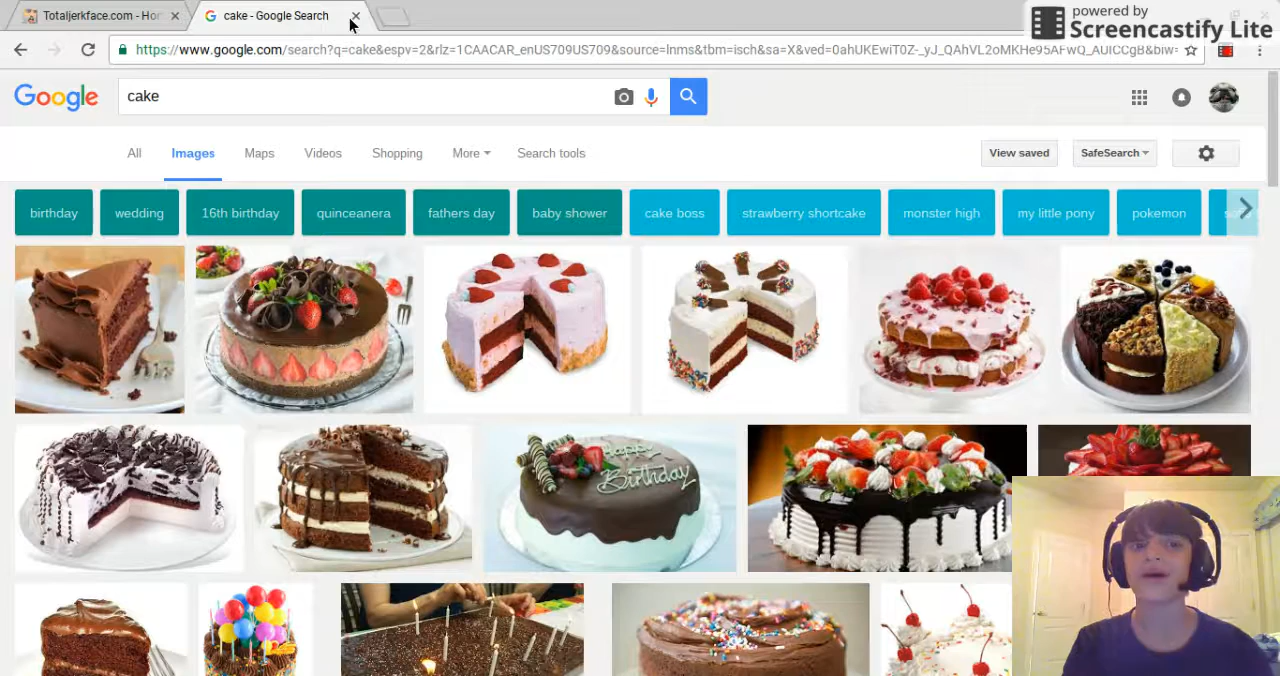 powered by
Screencastify Lite
Totaljerkface.com - Hor
cake - Google Search
https://www.google.com/search?q=cake&espv=2&rlz=1CAACAR_enUS709US709&source=lnms&tbm=isch&sa=X&ved=0ahUKEwiT0Z-_yJ_QAhVL2oMKHe95AFwQ_AUICCgB&biw=
Google
cake
All
Images
Maps
Videos
Shopping
More
Search tools
View saved
SafeSearch
birthday
wedding
16th birthday
quinceanera
fathers day
baby shower
cake boss
strawberry shortcake
monster high
my little pony
pokemon
Happy
Birthday